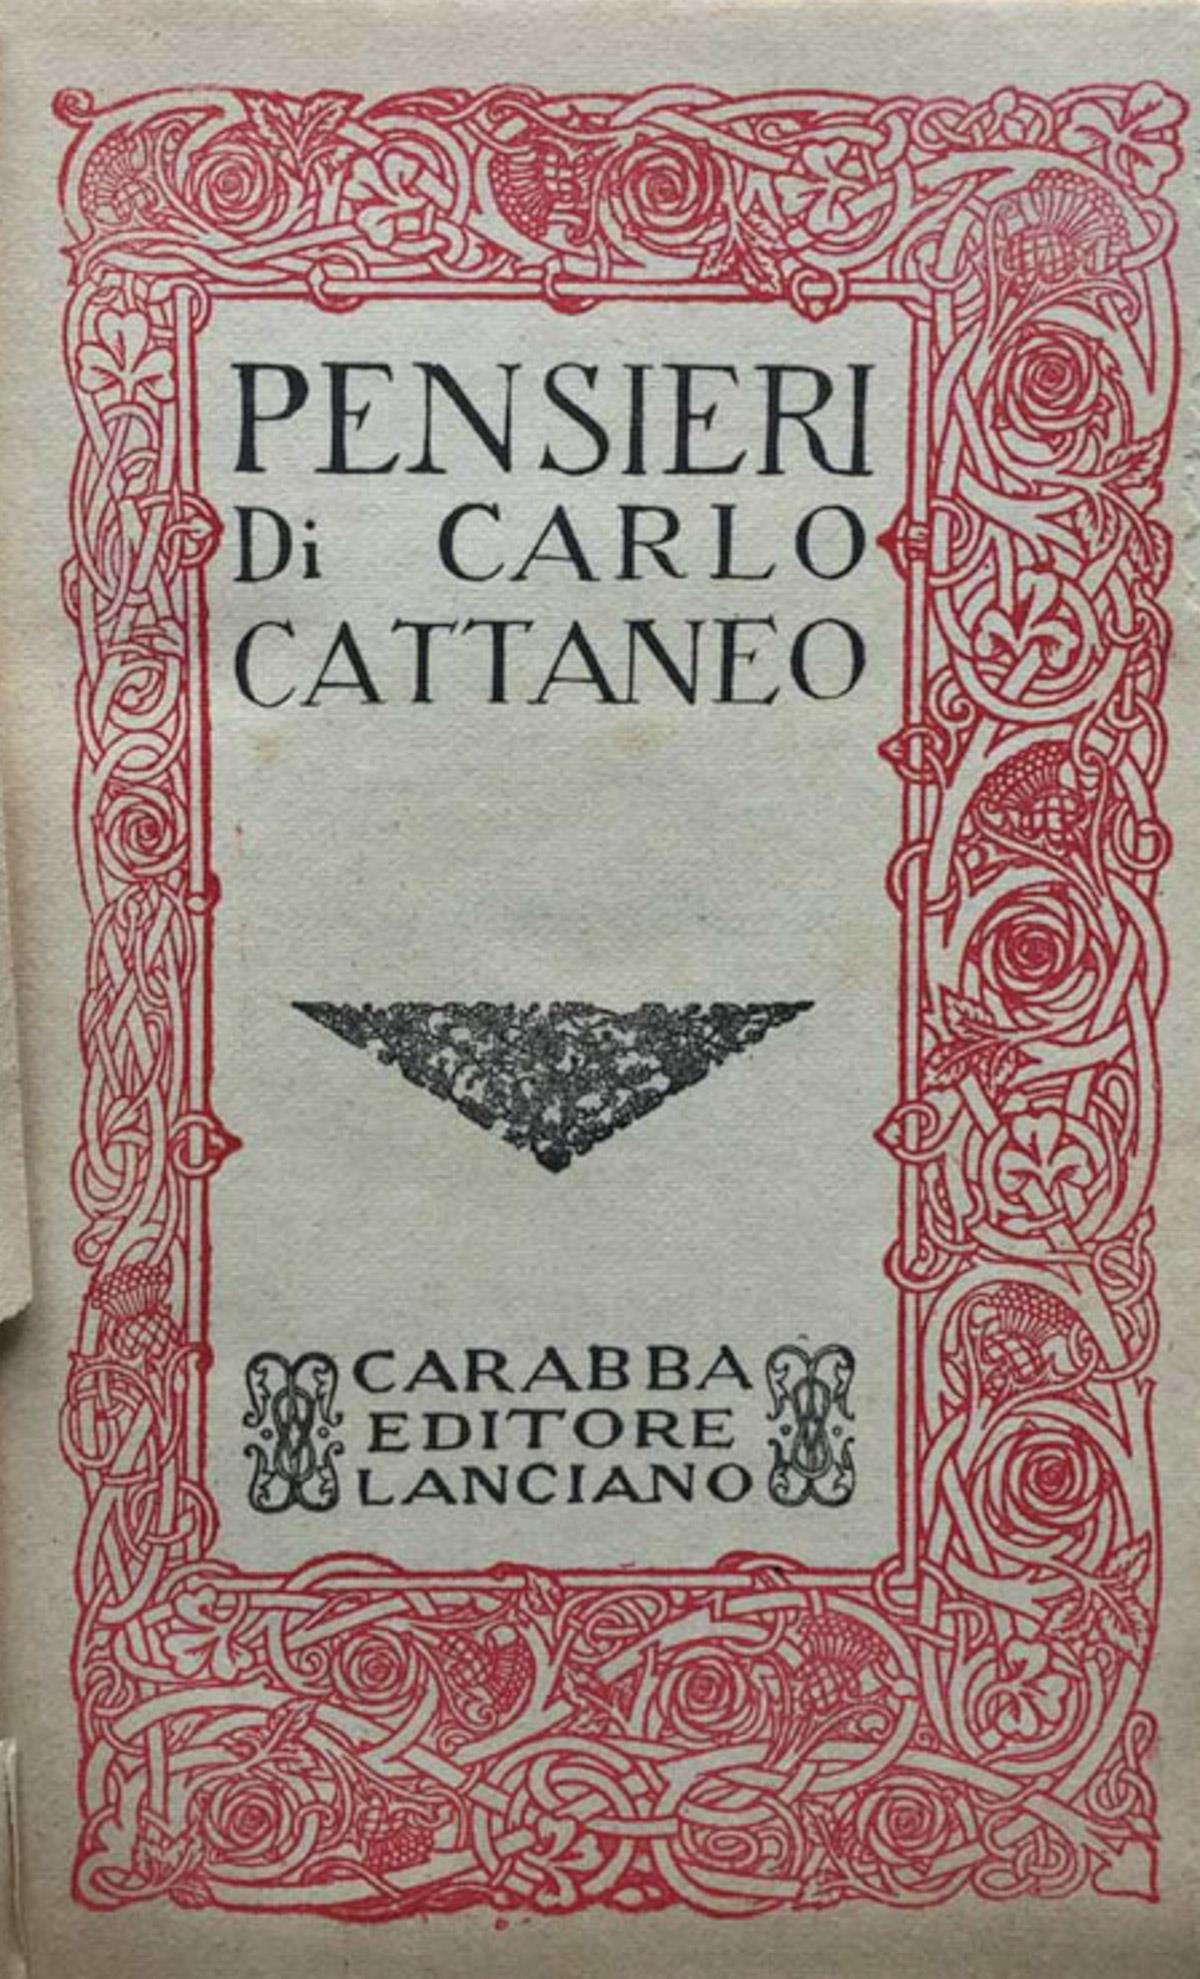 PENSIERI
Di CARLO
CATTANEO
CARABBA
EDITORE
LANCIANO